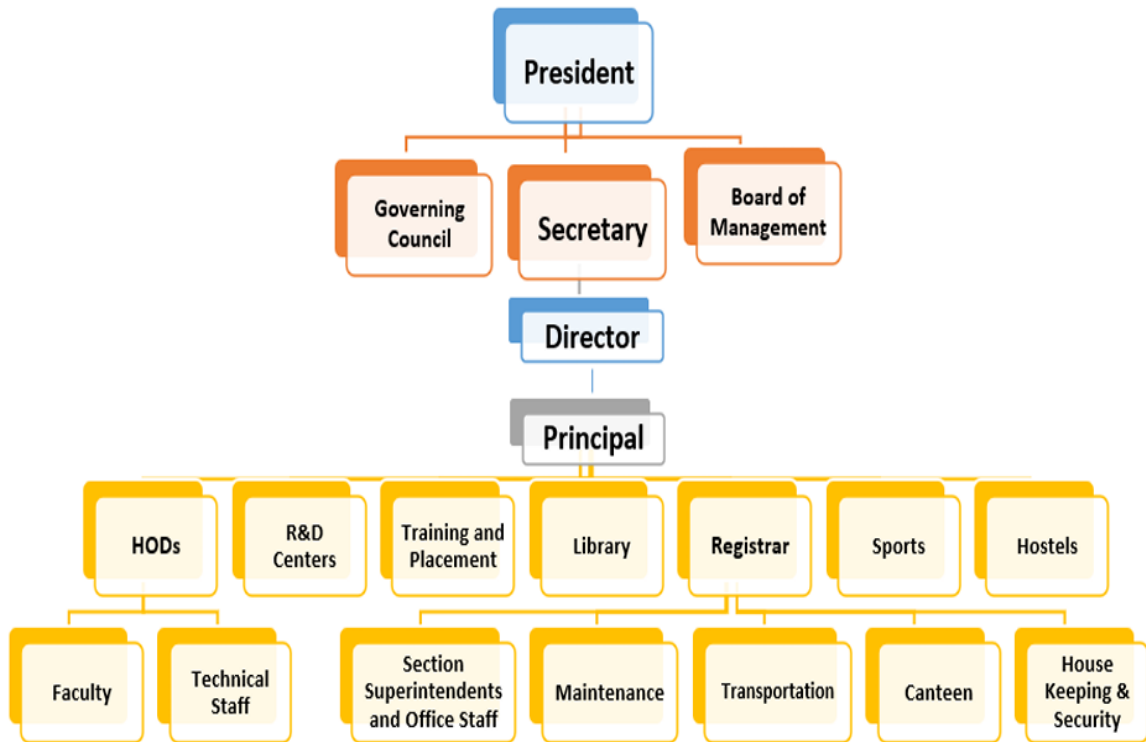 President
Governing
Council
Secretary
Board of
Management
Director
Principal
HODs
R&D
Centers
Training and
Placement
Library
Registrar
Sports
Hostels
Faculty
Technical
Staff
Section
Superintendents
and Office Staff
Maintenance
Transportation
Canteen
House
Keeping &
Security